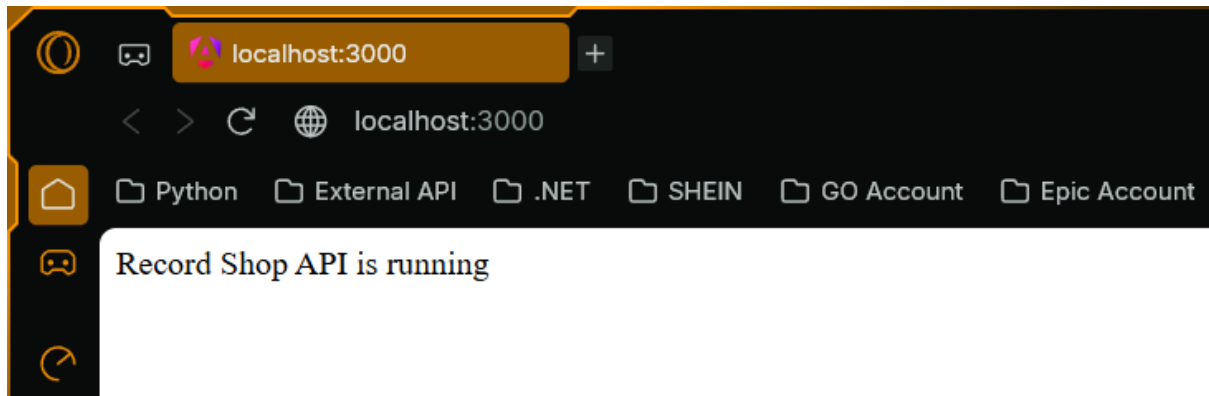 localhost:3000
localhost:3000
Python External API .NET SHEIN GO Account Epic Account
Record Shop API is running